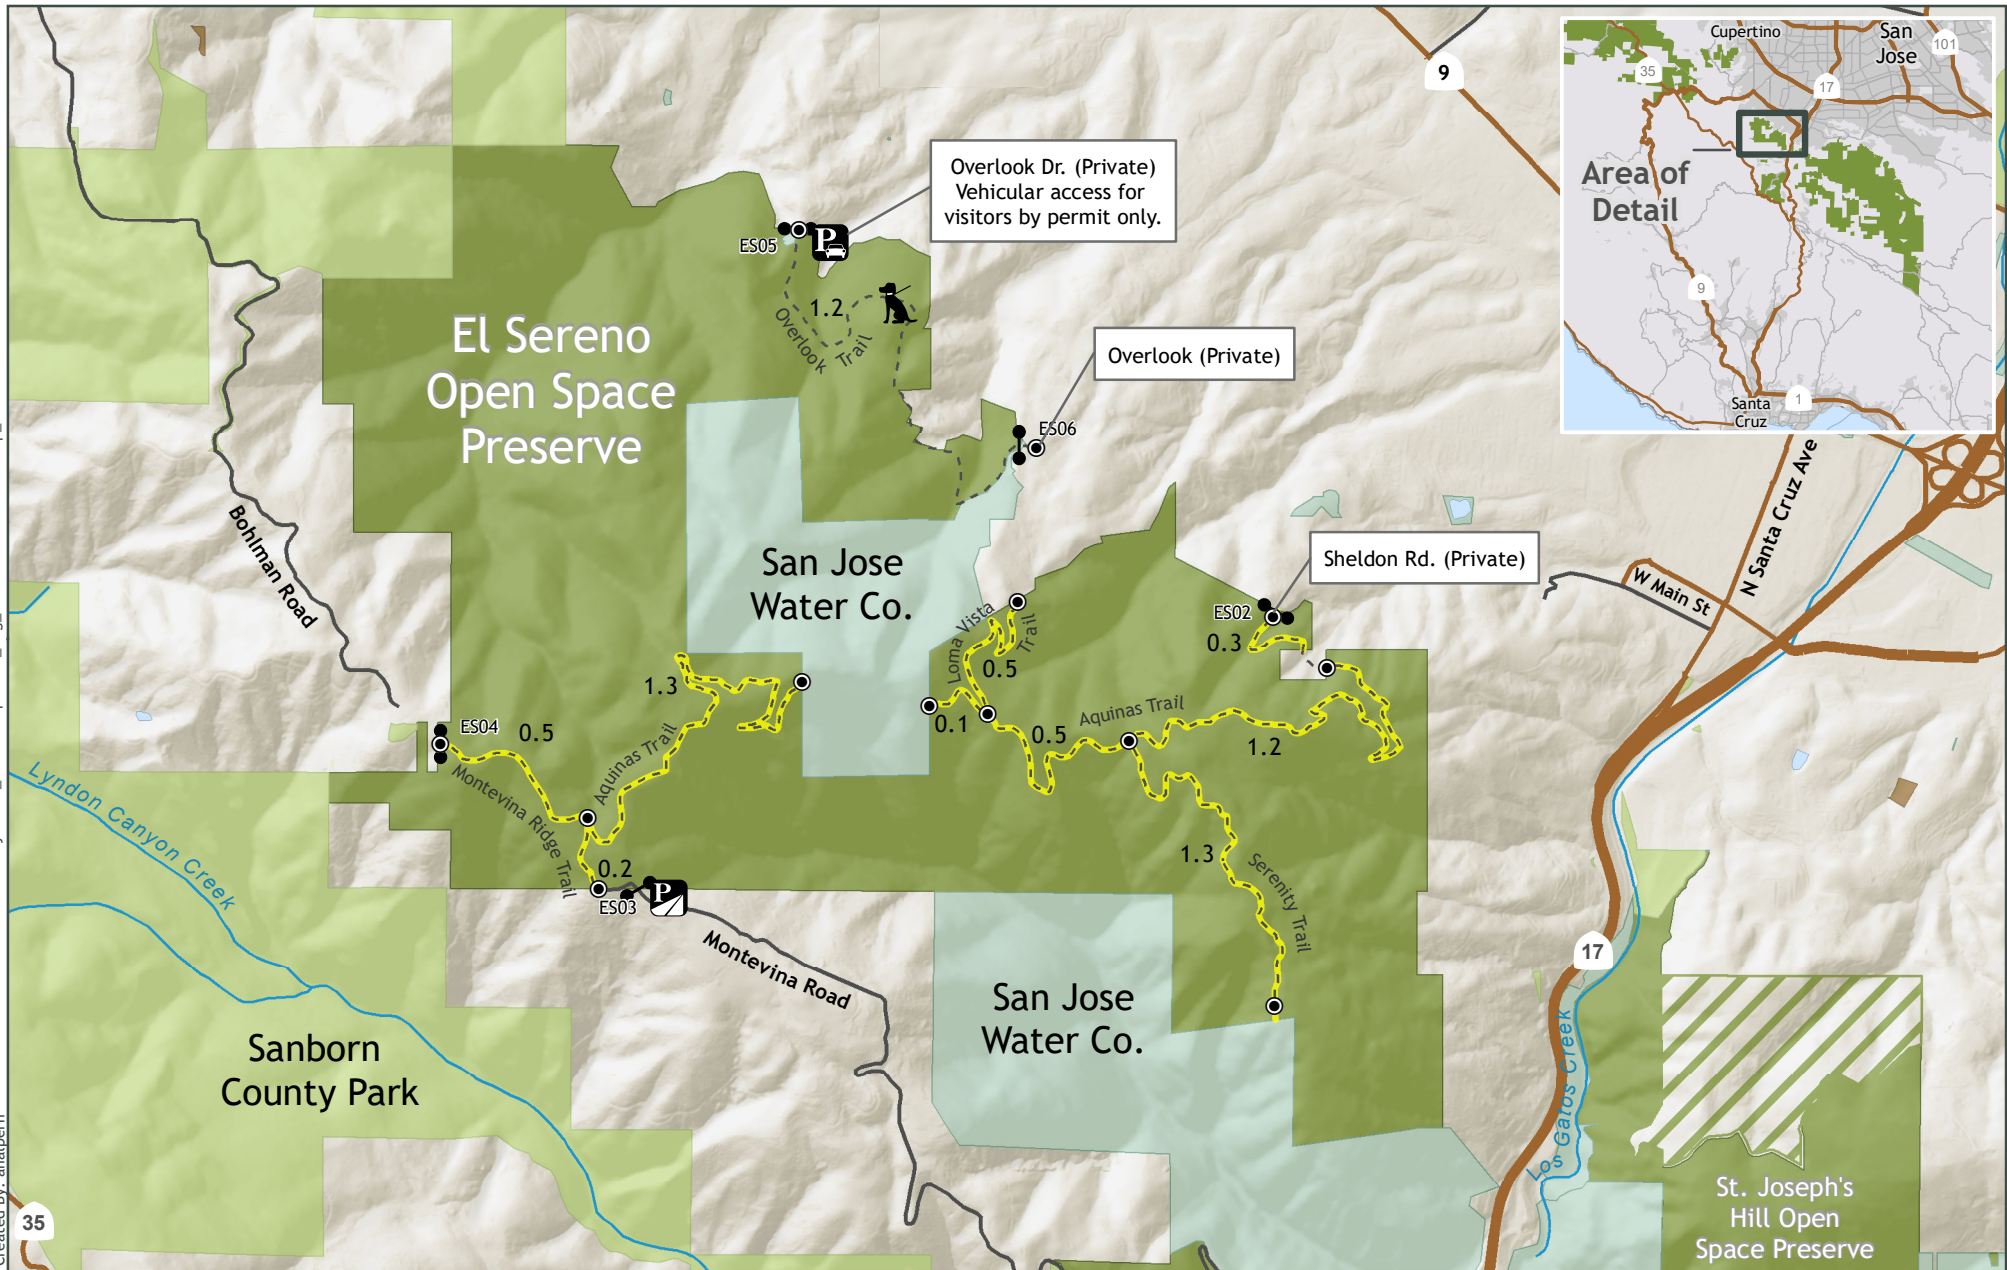 9
Cupertino
San
Jose
101
35
17
Area of
Detail
9
Santa
Cruz
1
Overlook Dr. (Private)
Vehicular access for
visitors by permit only.
ES05
P
1.2
Overlook Trail
El Sereno
Open Space
Preserve
Overlook (Private)
ES06
N Santa Cruz Ave
Bohlman Road
San Jose
Water Co.
Sheldon Rd. (Private)
W Main St
ES02
0.3
Loma Vista Trail
0.5
1.3
0.1
0.5
Aquinas Trail
1.2
ES04
0.5
Aquinas Trail
Montevina Ridge Trail
Lyndon Canyon Creek
0.2
ES03
P
1.3
Serenity Trail
Montevina Road
17
San Jose
Water Co.
Sanborn
County Park
Los Gatos Creek
St. Joseph's
Hill Open
Space Preserve
35